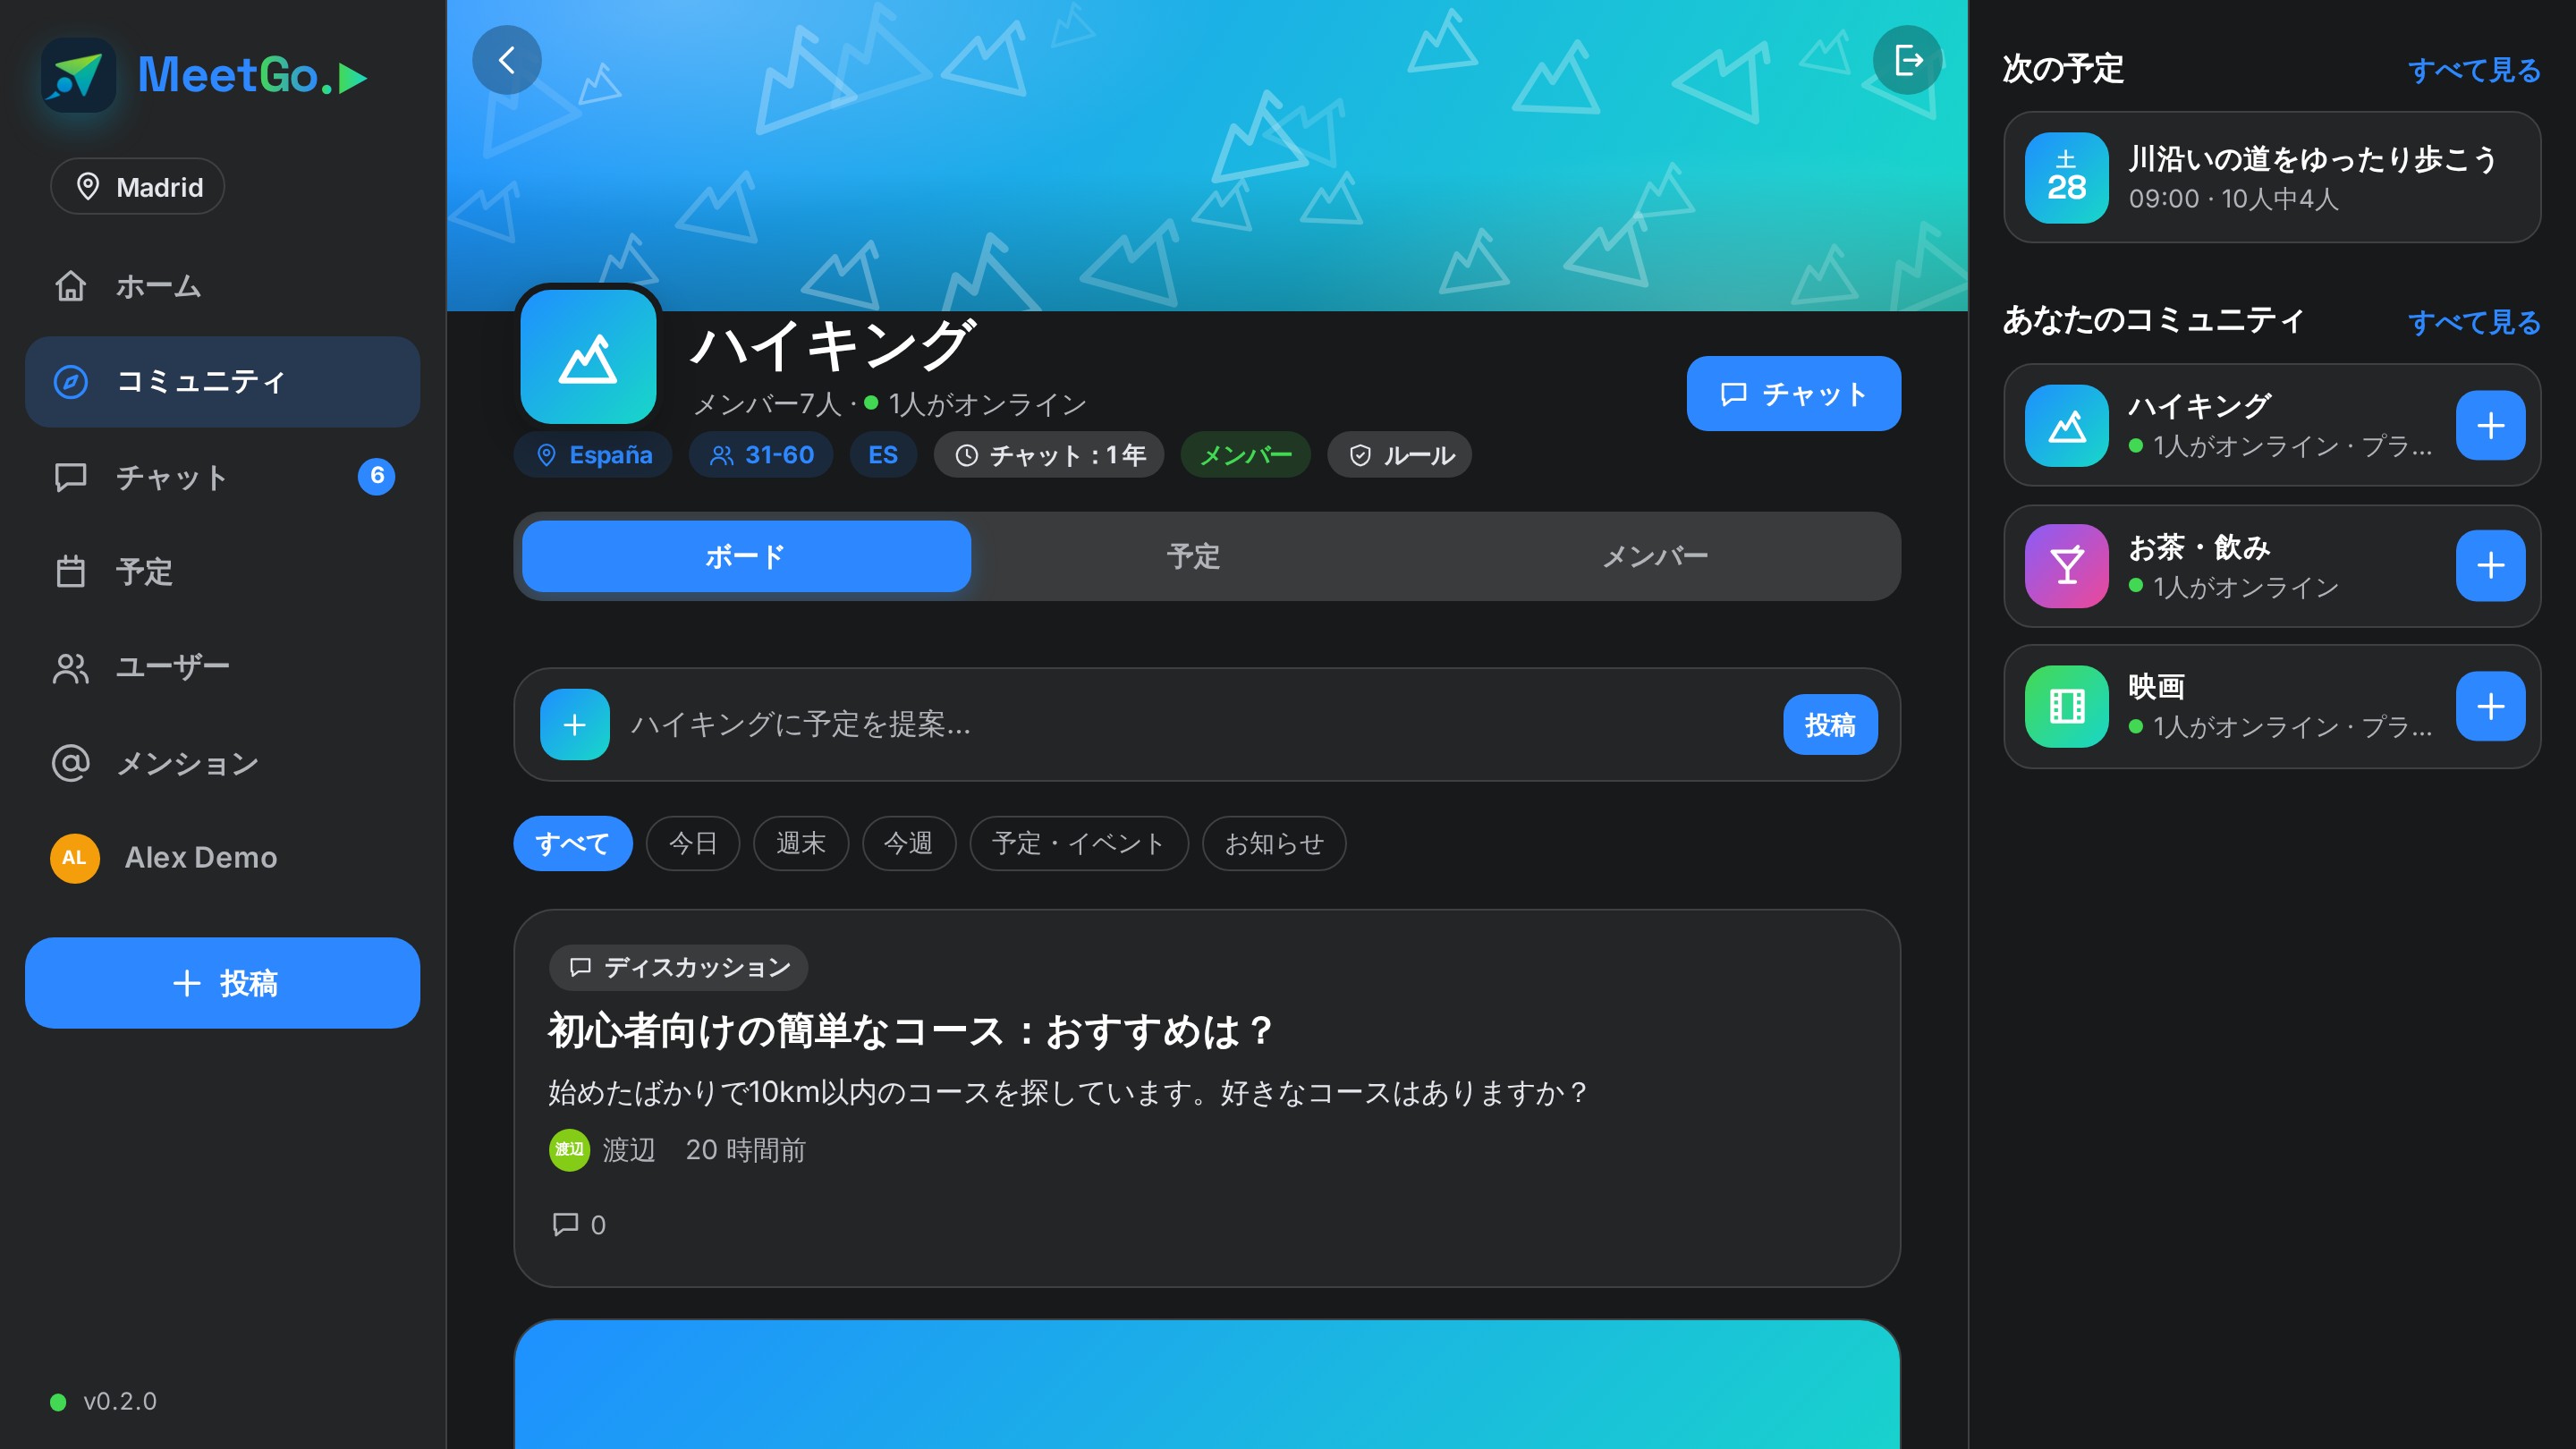 MeetGo.
Madrid
ホーム
コミュニティ
チャット
6
予定
ユーザー
メンション
AL
Alex Demo
投稿
v0.2.0
ハイキング
メンバー7人 · 1人がオンライン
チャット
España
31-60
ES
チャット：1 年
メンバー
ルール
ボード
予定
メンバー
ハイキングに予定を提案...
投稿
すべて
今日
週末
今週
予定・イベント
お知らせ
ディスカッション
初心者向けの簡単なコース：おすすめは？
始めたばかりで10km以内のコースを探しています。好きなコースはありますか？
渡辺
渡辺 20 時間前
0
次の予定
すべて見る
土
28
川沿いの道をゆったり歩こう
09:00 · 10人中4人
あなたのコミュニティ
すべて見る
ハイキング
1人がオンライン · プラ...
お茶・飲み
1人がオンライン
映画
1人がオンライン · プラ...